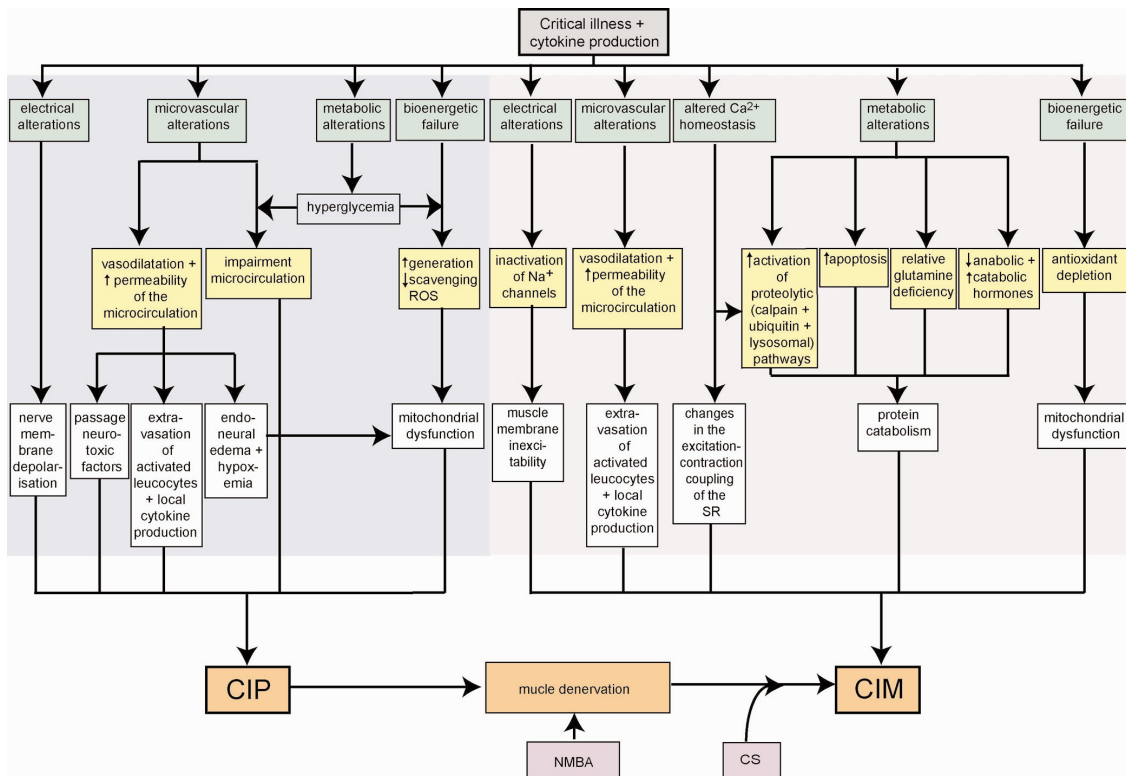 Critical illness +
cytokine production
electrical
alterations
microvascular
alterations
metabolic
alterations
bioenergetic
failure
electrical
alterations
microvascular
alterations
altered Ca²⁺
homeostasis
metabolic
alterations
bioenergetic
failure
hyperglycemia
vasodilatation +
↑ permeability
of the
microcirculation
impairment
microcirculation
↑generation
↓scavenging
ROS
inactivation
of Na⁺
channels
vasodilatation +
↑permeability
of the
microcirculation
↑activation
of
proteolytic
(calpain +
ubiquitin +
lysosomal)
pathways
↑apoptosis
relative
glutamine
deficiency
↓anabolic +
↑catabolic
hormones
antioxidant
depletion
nerve
mem-
brane
depolar-
isation
passage
neuro-
toxic
factors
extra-
vasation of
activated
leucocytes
+ local
cytokine
production
endo-
neural
edema +
hypox-
emia
mitochondrial
dysfunction
muscle
membrane
inexci-
tability
extra-
vasation
of
activated
leucocytes
+ local
cytokine
production
changes
in the
excitation-
contraction
coupling
of the
SR
protein
catabolism
mitochondrial
dysfunction
CIP
mucle denervation
CIM
NMBA
CS